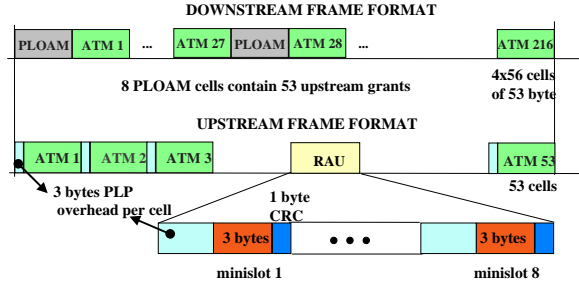 DOWNSTREAM FRAME FORMAT
PLOAM ATM 1 ... ATM 27 PLOAM ATM 28 ... ATM 216
8 PLOAM cells contain 53 upstream grants
4x56 cells
of 53 byte
UPSTREAM FRAME FORMAT
ATM 1 ATM 2 ATM 3 RAU ATM 53
3 bytes PLP
overhead per cell
53 cells
1 byte
CRC
3 bytes • • • 3 bytes
minislot 1 minislot 8